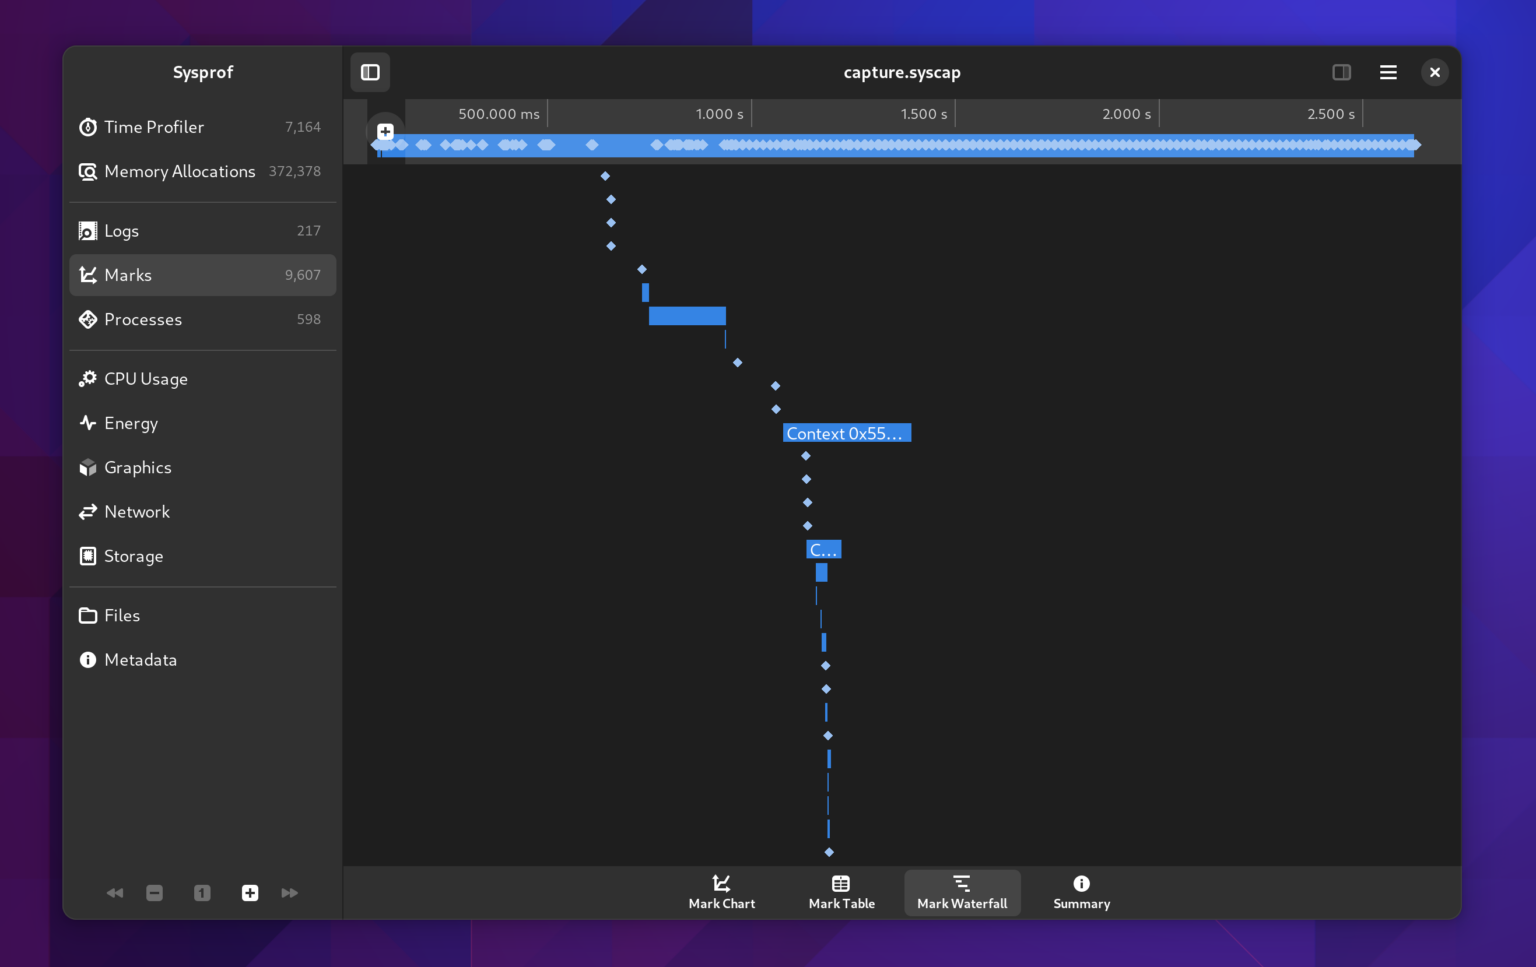 Sysprof
capture.syscap
Time Profiler 7,164
Memory Allocations 372,378
Logs 217
Marks 9,607
Processes 598
CPU Usage
Energy
Graphics
Network
Storage
Files
Metadata
1
500.000 ms 1.000 s 1.500 s 2.000 s 2.500 s
Context 0x55...
C...
Mark Chart Mark Table Mark Waterfall Summary